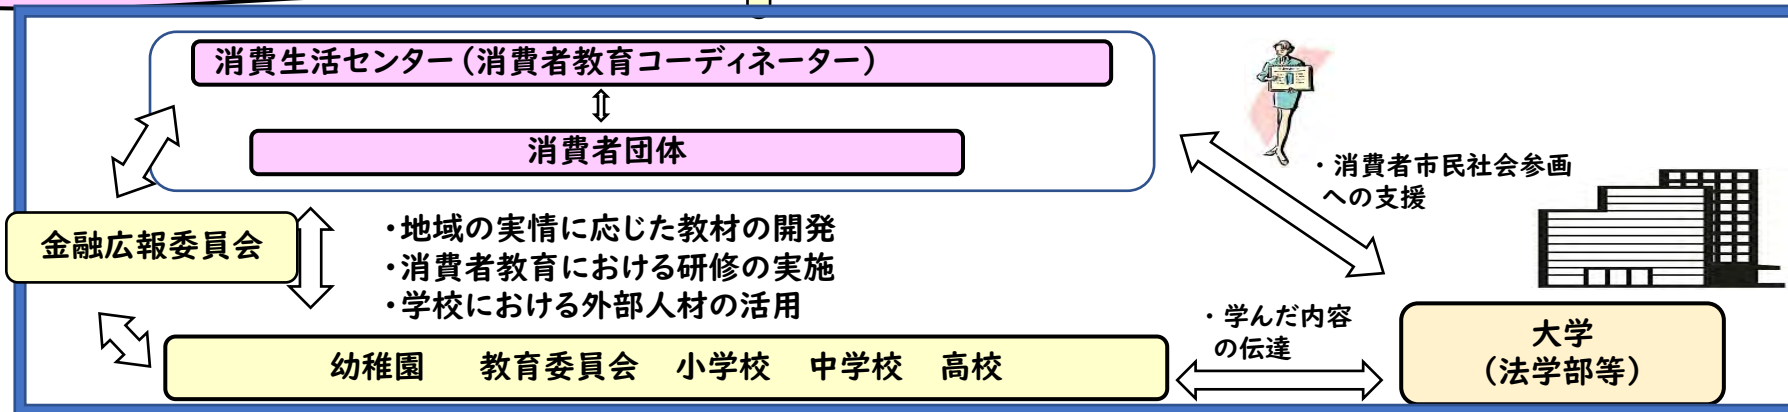 消費生活センター（消費者教育コーディネーター）
消費者団体
・消費者市民社会参画
への支援
金融広報委員会
・地域の実情に応じた教材の開発
・消費者教育における研修の実施
・学校における外部人材の活用
・学んだ内容
の伝達
幼稚園　教育委員会　小学校　中学校　高校
大学
（法学部等）